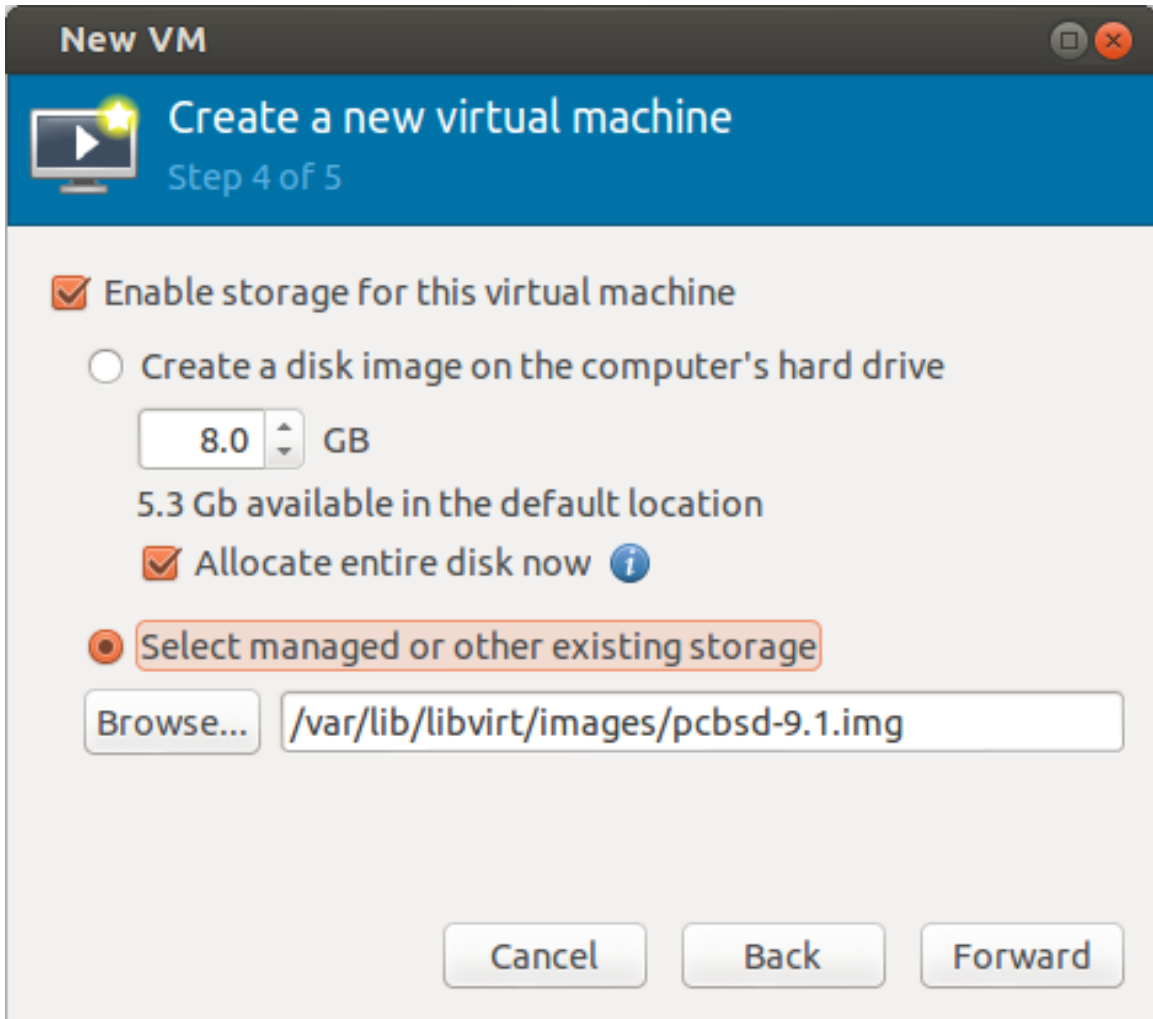 New VM
Create a new virtual machine
Step 4 of 5
Enable storage for this virtual machine
Create a disk image on the computer's hard drive
8.0 GB
5.3 Gb available in the default location
Allocate entire disk now i
Select managed or other existing storage
Browse... /var/lib/libvirt/images/pcbsd-9.1.img
Cancel Back Forward